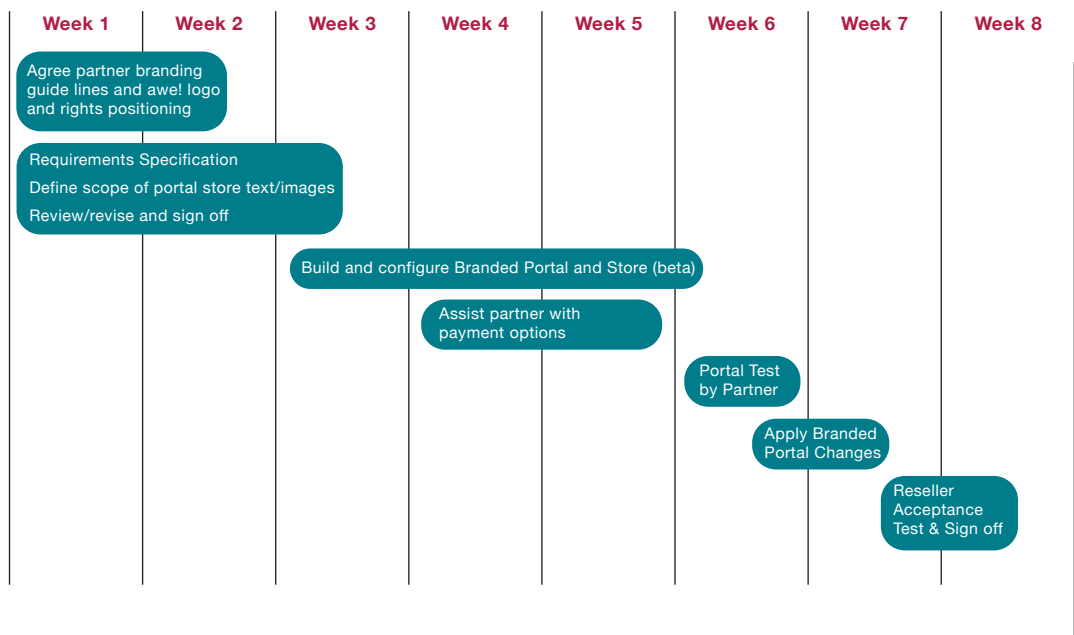 Week 1
Week 2
Week 3
Week 4
Week 5
Week 6
Week 7
Week 8
Agree partner branding
guide lines and awe! logo
and rights positioning
Requirements Specification
Define scope of portal store text/images
Review/revise and sign off
Build and configure Branded Portal and Store (beta)
Assist partner with
payment options
Portal Test
by Partner
Apply Branded
Portal Changes
Reseller
Acceptance
Test & Sign off